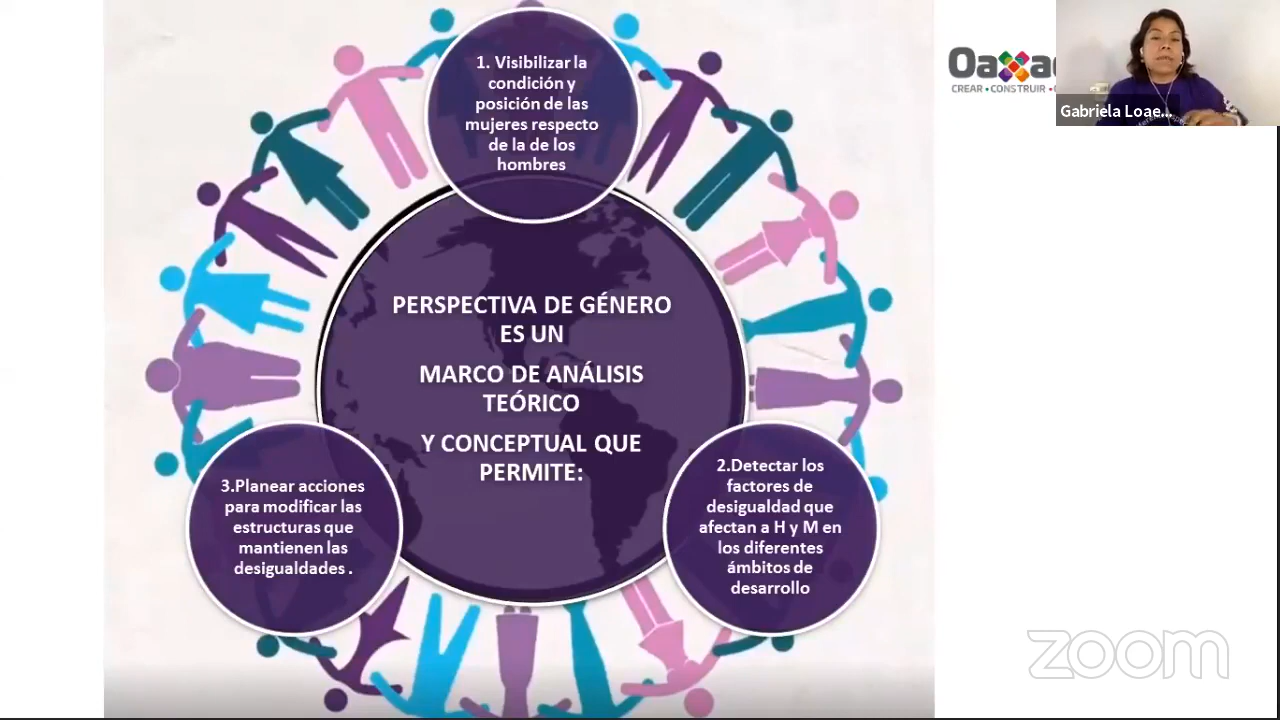 1. Visibilizar la
condición y
posición de las
mujeres respecto
de la de los
hombres
PERSPECTIVA DE GÉNERO
ES UN
MARCO DE ANÁLISIS
TEÓRICO
Y CONCEPTUAL QUE
PERMITE:
2.Detectar los
factores de
desigualdad que
afectan a H y M en
los diferentes
ámbitos de
desarrollo
3.Planear acciones
para modificar las
estructuras que
mantienen las
desigualdades .
Oaxa
CREAR • CONSTRUIR •
Gabriela Loae...
zoom